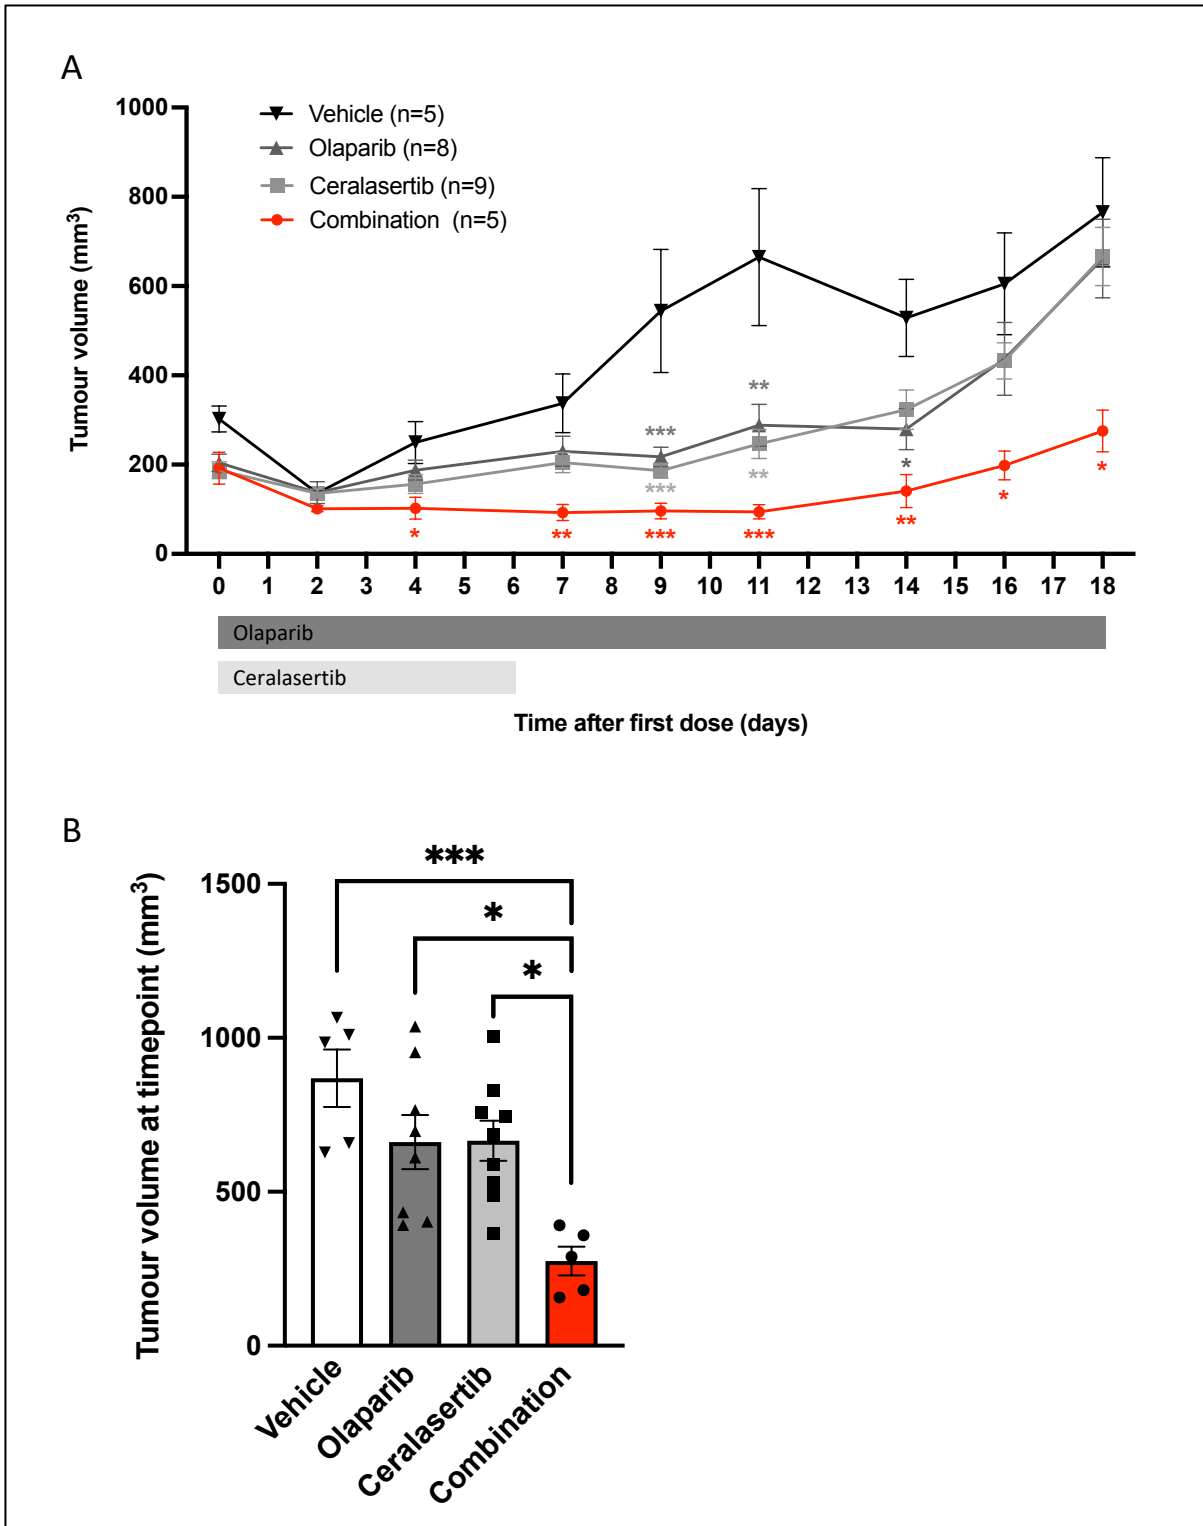 A
1000
800
600
400
200
0
Tumour volume (mm³)
Vehicle (n=5)
Olaparib (n=8)
Ceralasertib (n=9)
Combination (n=5)
**
*** 
*** **
*
* ** *** *** ** * *
0 1 2 3 4 5 6 7 8 9 10 11 12 13 14 15 16 17 18
Olaparib
Ceralasertib
Time after first dose (days)
B
1500
1000
500
0
Tumour volume at timepoint (mm³)
***
*
*
Vehicle
Olaparib
Ceralasertib
Combination